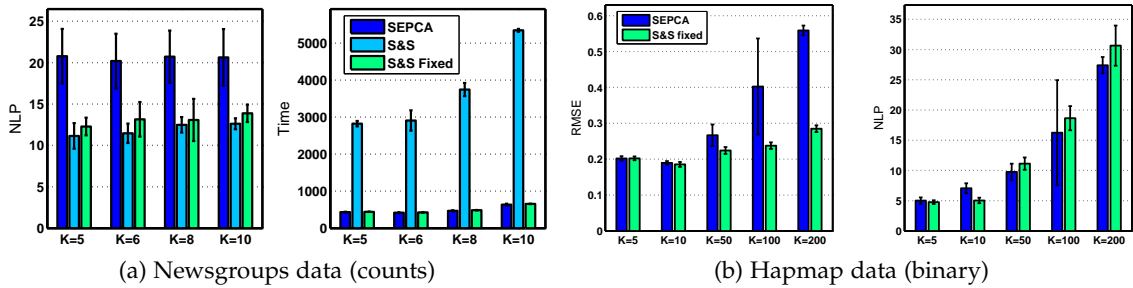 25
20
15
10
5
0
NLP
K=5 K=6 K=8 K=10
5000
4000
3000
2000
1000
0
Time
SEPCA
S&S
S&S Fixed
K=5 K=6 K=8 K=10
(a) Newsgroups data (counts)
0.6
0.5
0.4
0.3
0.2
0.1
0
RMSE
SEPCA
S&S fixed
K=5 K=10 K=50 K=100 K=200
35
30
25
20
15
10
5
0
NLP
K=5 K=10 K=50 K=100 K=200
(b) Hapmap data (binary)